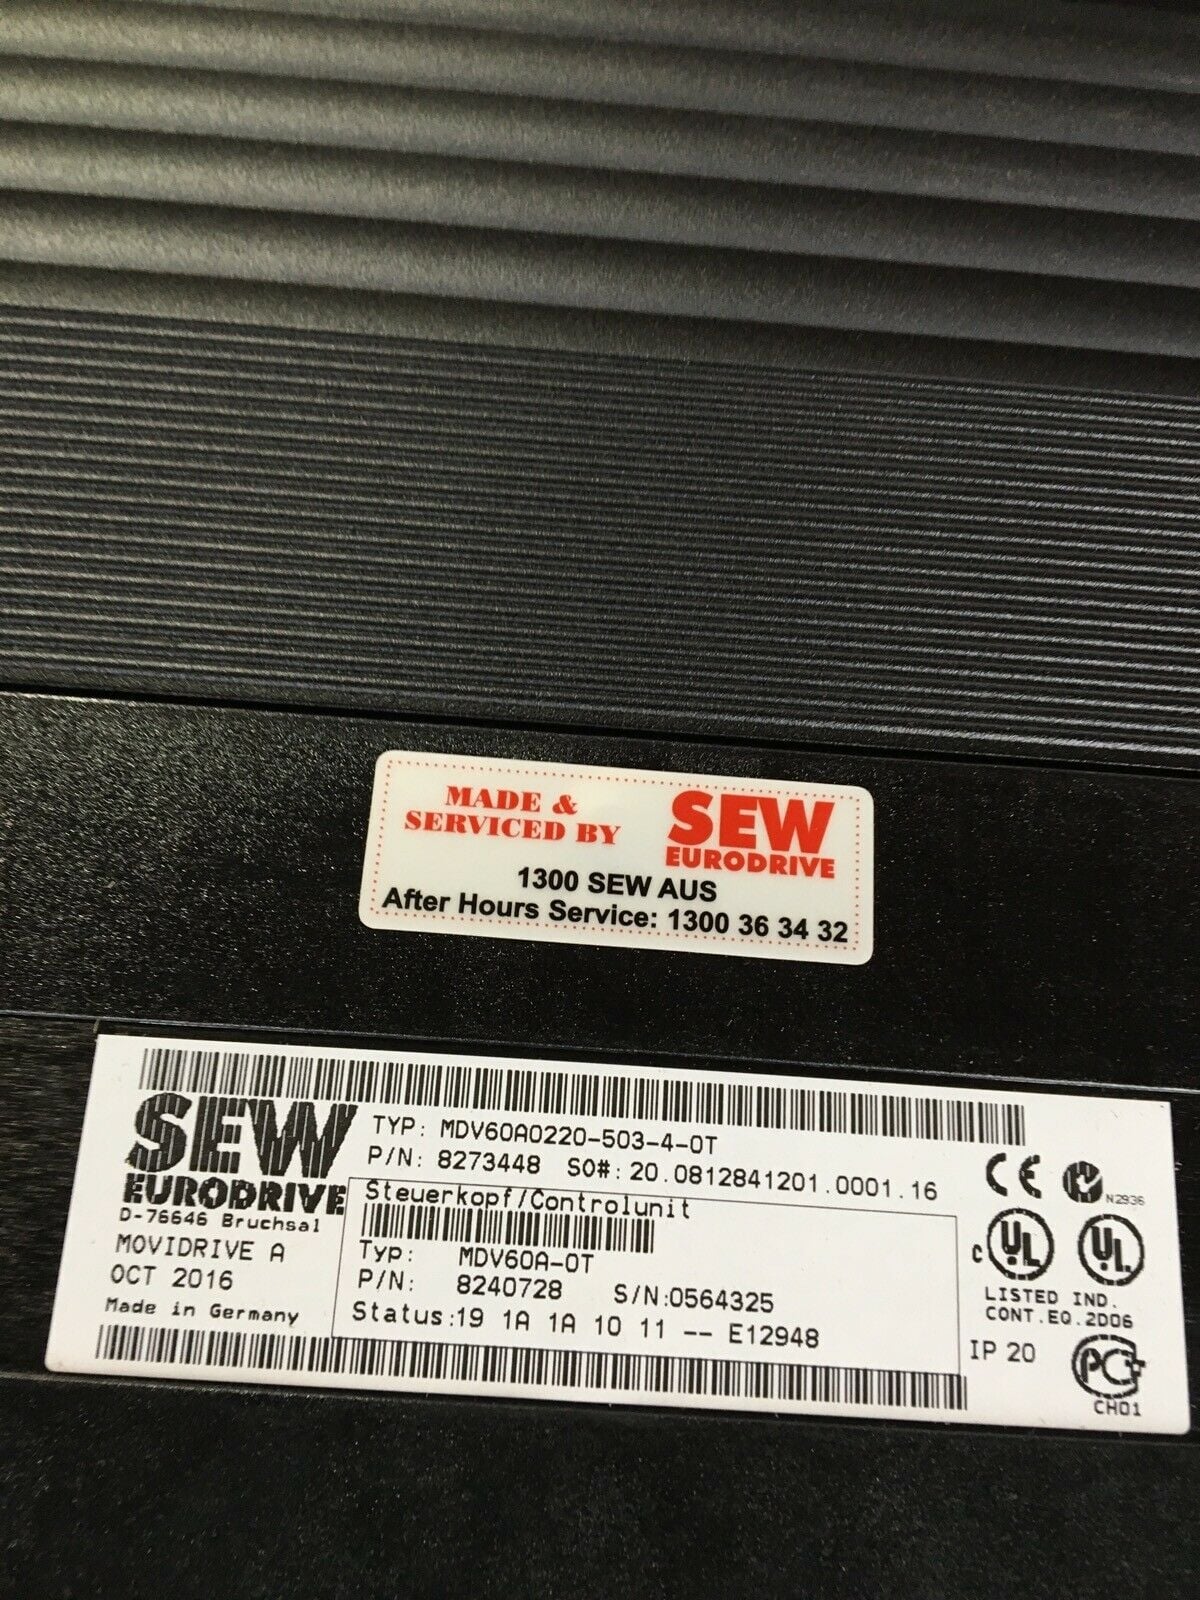 MADE &
SERVICED BY
SEW
EURODRIVE
1300 SEW AUS
After Hours Service: 1300 36 34 32
SEW
EURODRIVE
D-76646 Bruchsal
MOVIDRIVE A
OCT 2016
Made in Germany
TYP: MDV60A0220-503-4-0T
P/N: 8273448 SO#: 20.0812841201.0001.16
Steuerkopf/Controlunit
Typ: MDV60A-0T
P/N: 8240728 S/N:0564325
Status:19 1A 1A 10 11 -- E12948
CE
N2936
c UL UL
LISTED IND.
CONT.EQ.2D06
IP 20
PC
CH01